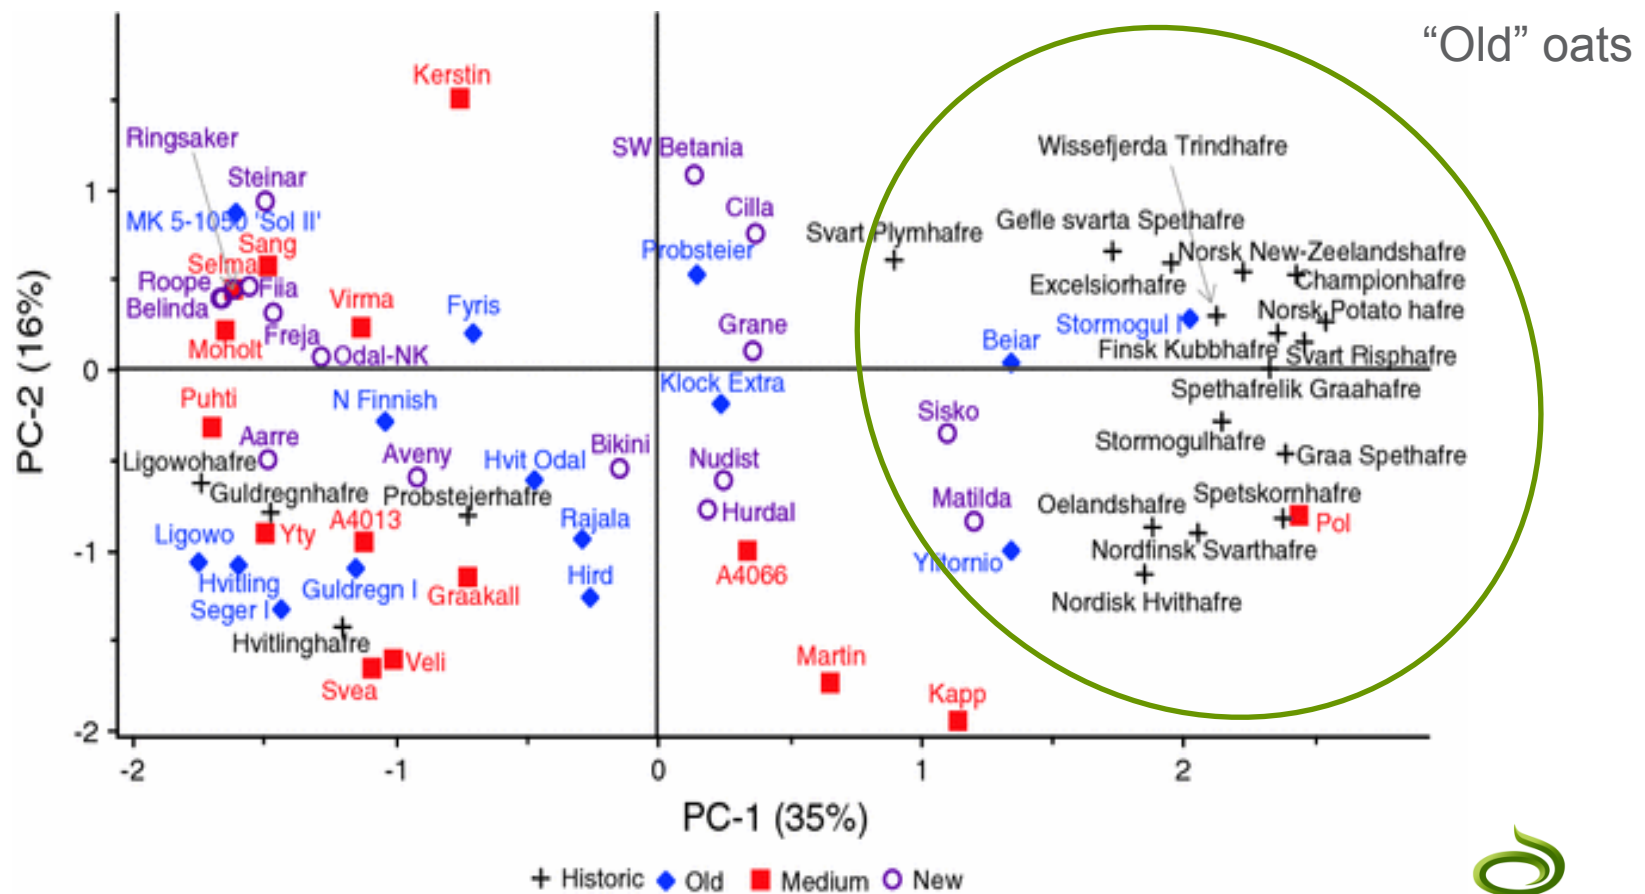 “Old” oats
Kerstin
Ringsaker
SW Betania
Wissefjerda Trindhafre
Steinar
1
MK 5-1050 'Sol II'
Cilla
Gefle svarta Spethafre
Svart Plymhafre
Sang
Probsteier
Norsk New-Zeelandshafre
Selma
Roope
Fiia
Excelsiorhafre
Championhafre
Belinda
Virma
Fyris
Norsk Potato hafre
Grane
Stormogul I
Freja
Beiar
Moholt
Odal-NK
Finsk Kubbhafre
Svart Risphafre
0
Klock Extra
Spethafrelik Graahafre
Puhti
N Finnish
Sisko
Aarre
Bikini
Stormogulhafre
Ligowohafre
Aveny
Hvit Odal
Nudist
Graa Spethafre
Guldregnhafre
Probstejerhafre
Matilda
Oelandshafre
Spetskornhafre
A4013
Rajala
Hurdal
Pol
Ligowo
Yty
-1
Nordfinsk Svarthafre
Ylitornio
Hvitling
Guldregn I
Graakall
Hird
A4066
Seger I
Nordisk Hvithafre
Hvitlinghafre
Veli
Martin
Svea
Kapp
-2
PC-2 (16%)
-2
-1
0
1
2
PC-1 (35%)
Historic
Old
Medium
New